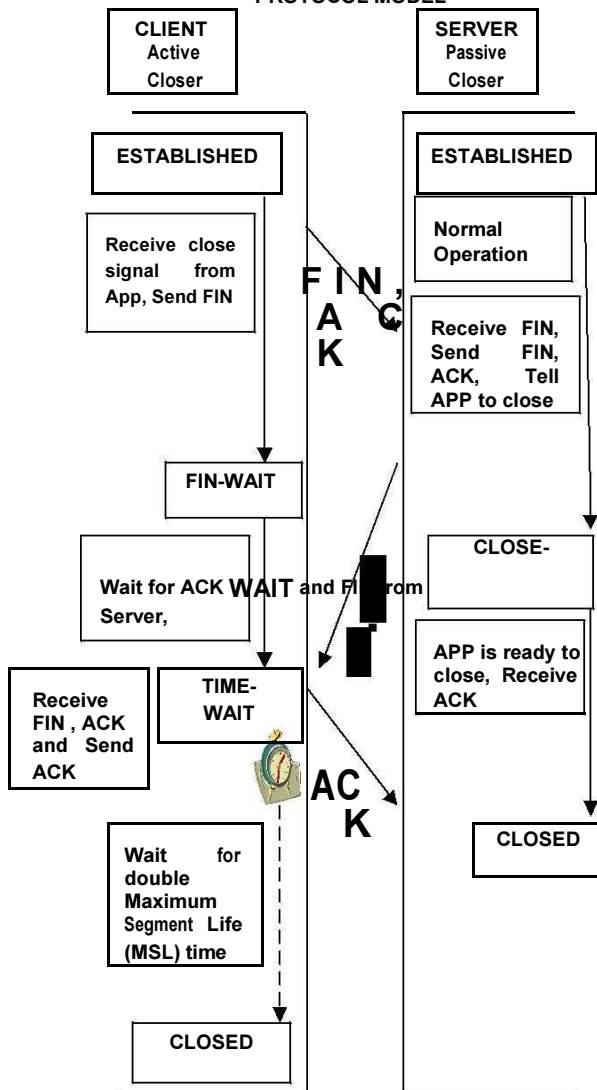 PROTOCOL MODEL
CLIENT
Active
Closer
SERVER
Passive
Closer
ESTABLISHED
ESTABLISHED
Receive close
signal from
App, Send FIN
Normal
Operation
FIN,
A C
K
Receive FIN,
Send FIN,
ACK, Tell
APP to close
FIN-WAIT
CLOSE-
Wait for ACK WAIT and from
Server,
APP is ready to
close, Receive
ACK
Receive
FIN , ACK
and Send
ACK
TIME-
WAIT
AC
K
CLOSED
Wait for
double
Maximum
Segment Life
(MSL) time
CLOSED